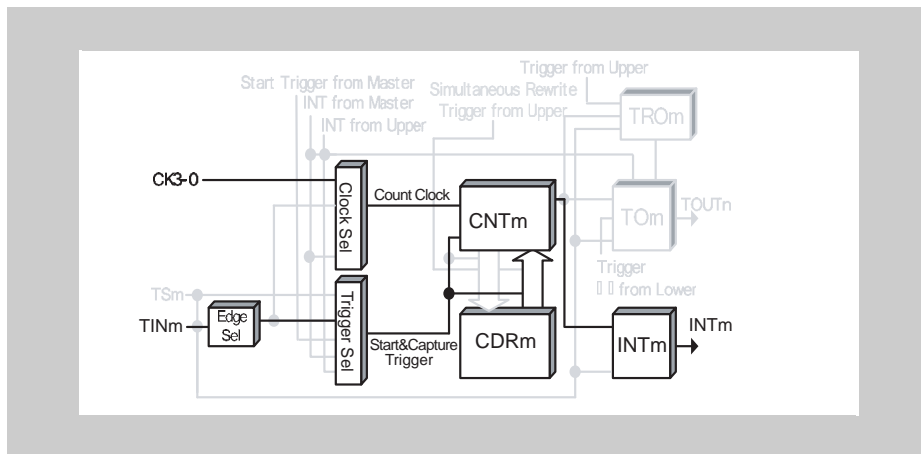 Trigger from Upper
Start Trigger from Master
Simultaneous Rewrite
INT from Master
Trigger from Upper
TROm
INT from Upper
CK3-0
Clock Sel
Count Clock
CNTm
TOm
TOUTn
Trigger
from Lower
TSm
TINm
Edge
Sel
Trigger Sel
Start&Capture
Trigger
CDRm
INTm
INTm